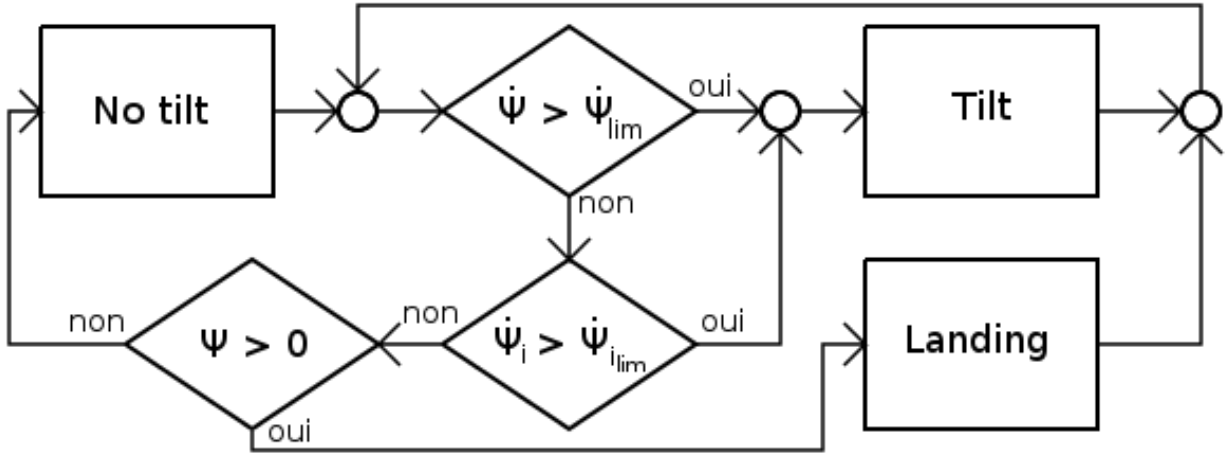 No tilt
Ψ̇ > Ψ̇lim
oui
Tilt
non
non
Ψ > 0
non
Ψ̇i > Ψ̇ilim
oui
Landing
oui